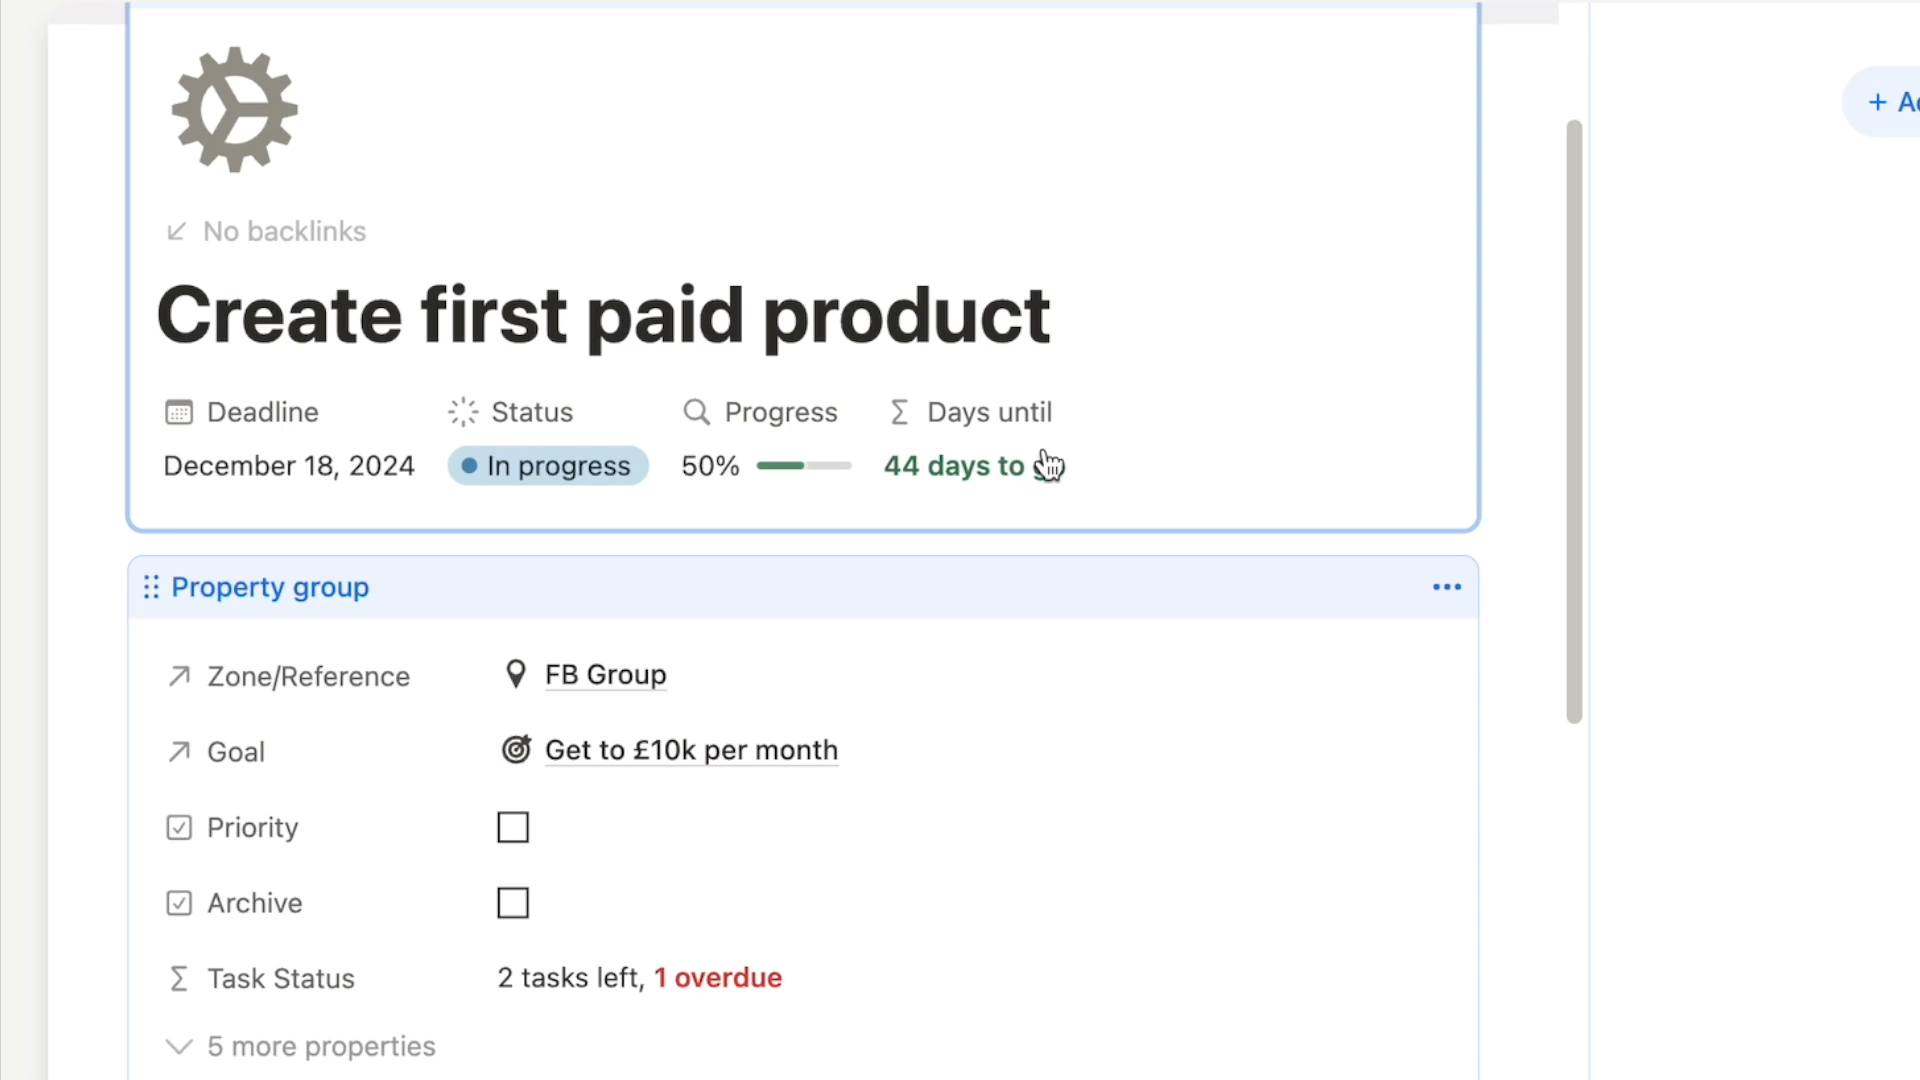 + A
No backlinks
Create first paid product
Deadline Status Progress Days until
December 18, 2024 In progress 50% 44 days to
Property group
Zone/Reference FB Group
Goal Get to £10k per month
Priority
Archive
Task Status 2 tasks left, 1 overdue
5 more properties